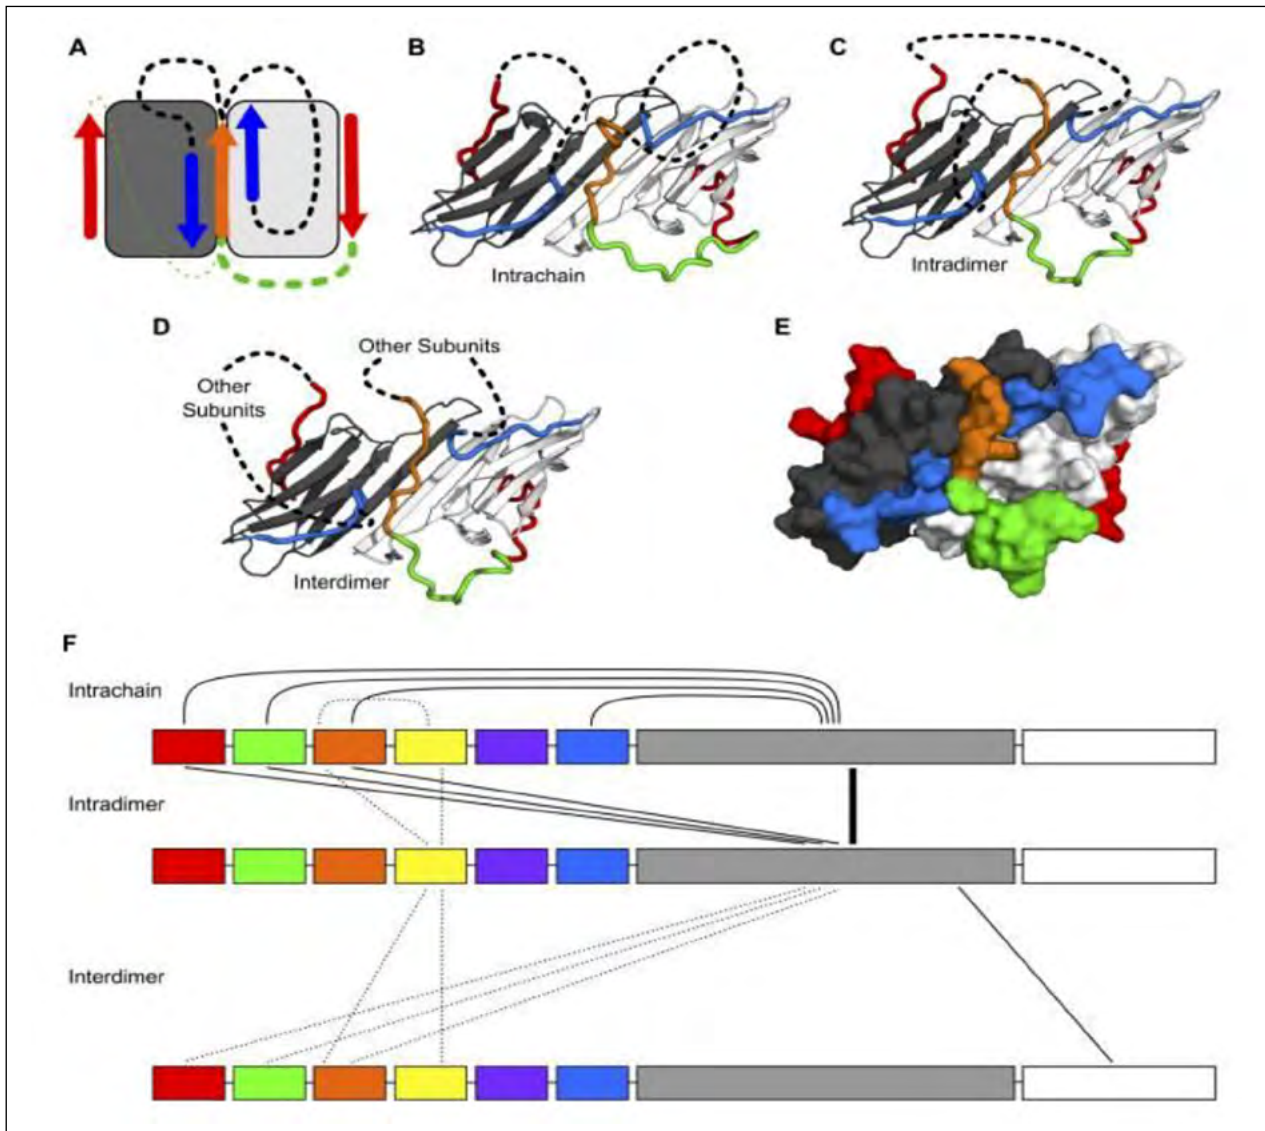 A
B
C
Intrachain
Intradimer
D
Other Subunits
Other
Subunits
Interdimer
E
F
Intrachain
Intradimer
Interdimer